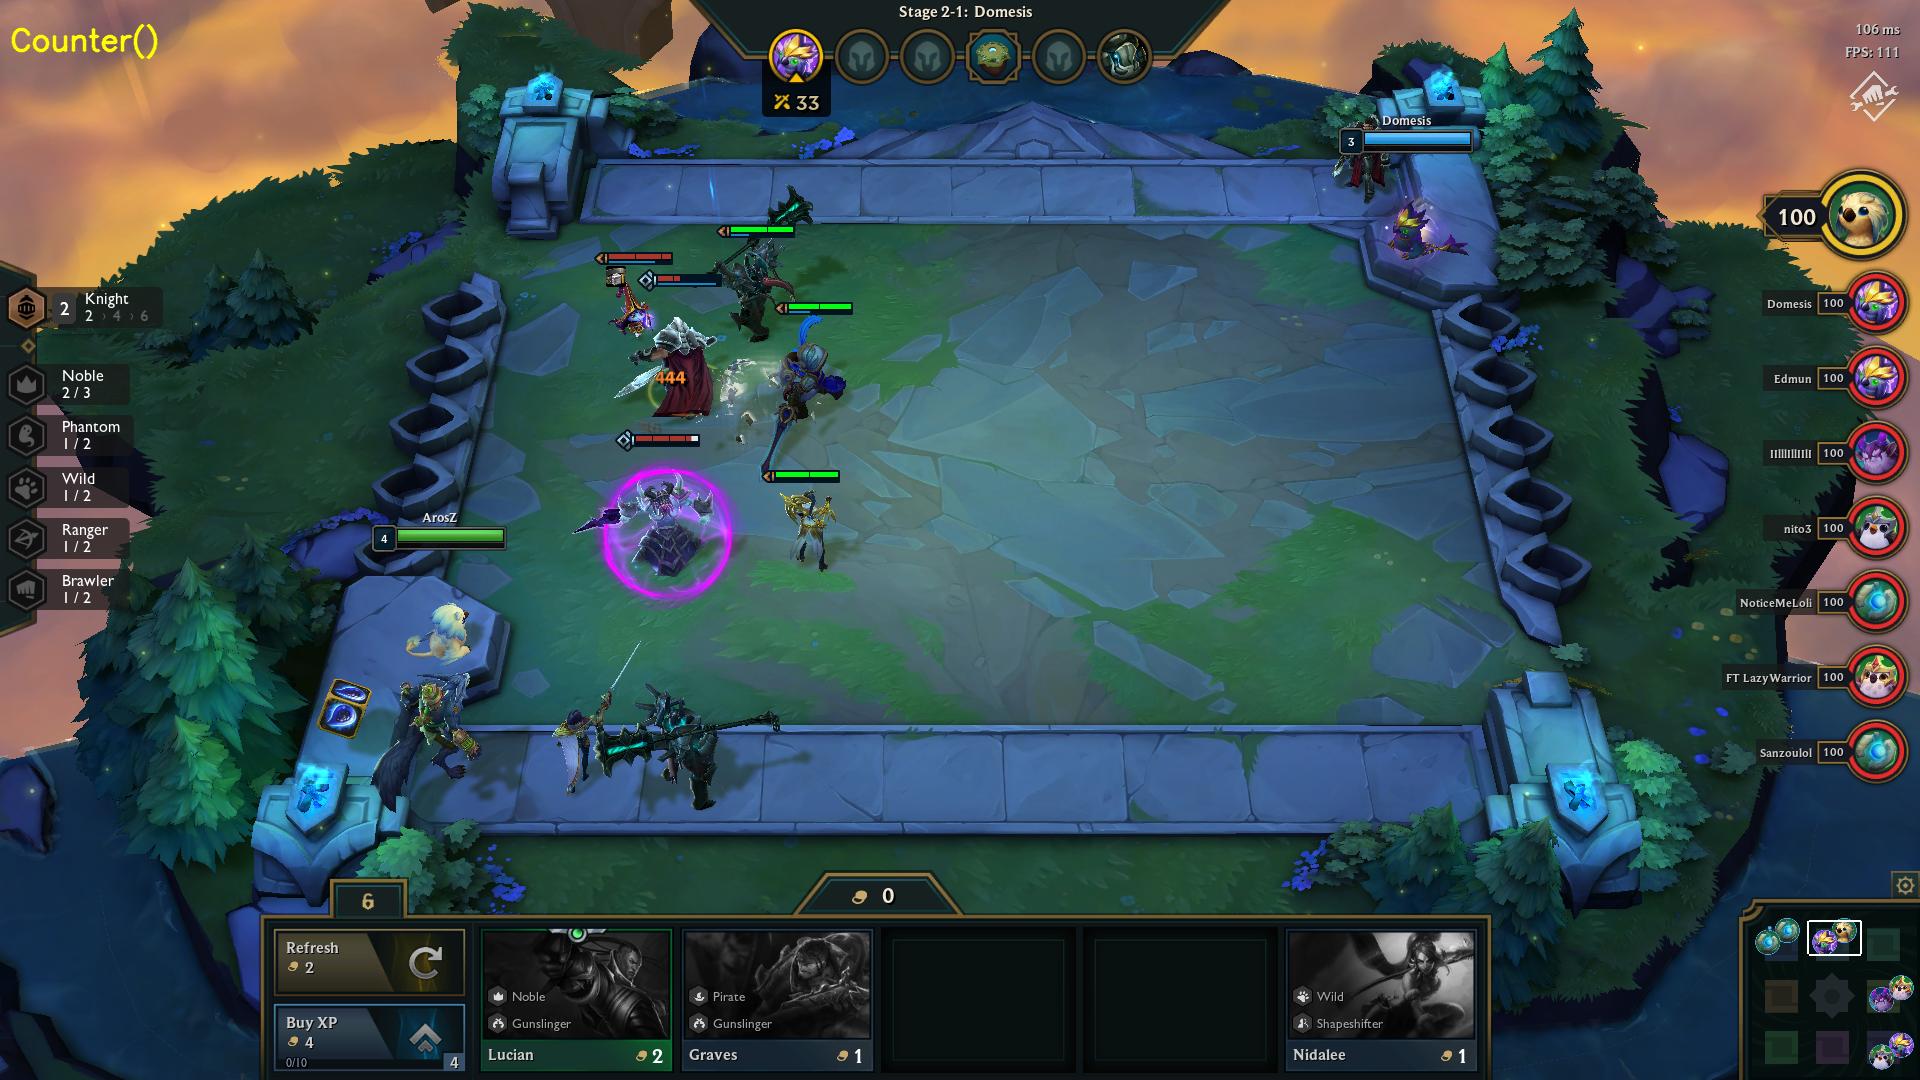 Counter()
Stage 2-1: Domesis
33
106 ms
FPS: 111
Domesis
3
100
Domesis 100
Edmun 100
100
nito3 100
NoticeMeLoli 100
FT LazyWarrior 100
Sanzoulol 100
2 Knight
2 › 4 › 6
Noble
2 / 3
Phantom
1 / 2
Wild
1 / 2
Ranger
1 / 2
Brawler
1 / 2
444
ArosZ
4
6
0
Refresh
2
Buy XP
4
0/10
4
Noble
Gunslinger
Lucian 2
Pirate
Gunslinger
Graves 1
Wild
Shapeshifter
Nidalee 1